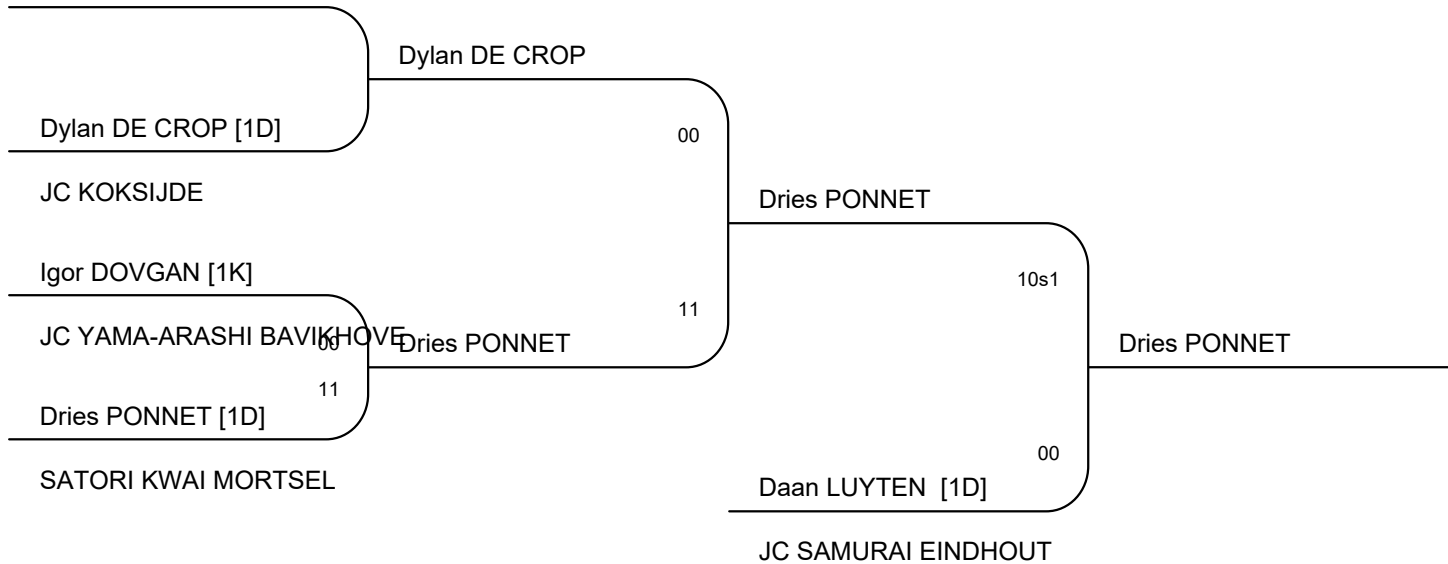 Dylan DE CROP
Dylan DE CROP [1D]
00
JC KOKSIJDE
Dries PONNET
Igor DOVGAN [1K]
10s1
11
JC YAMA-ARASHI BAVIKHOVE
00
Dries PONNET
Dries PONNET
11
Dries PONNET [1D]
00
SATORI KWAI MORTSEL
Daan LUYTEN [1D]
JC SAMURAI EINDHOUT